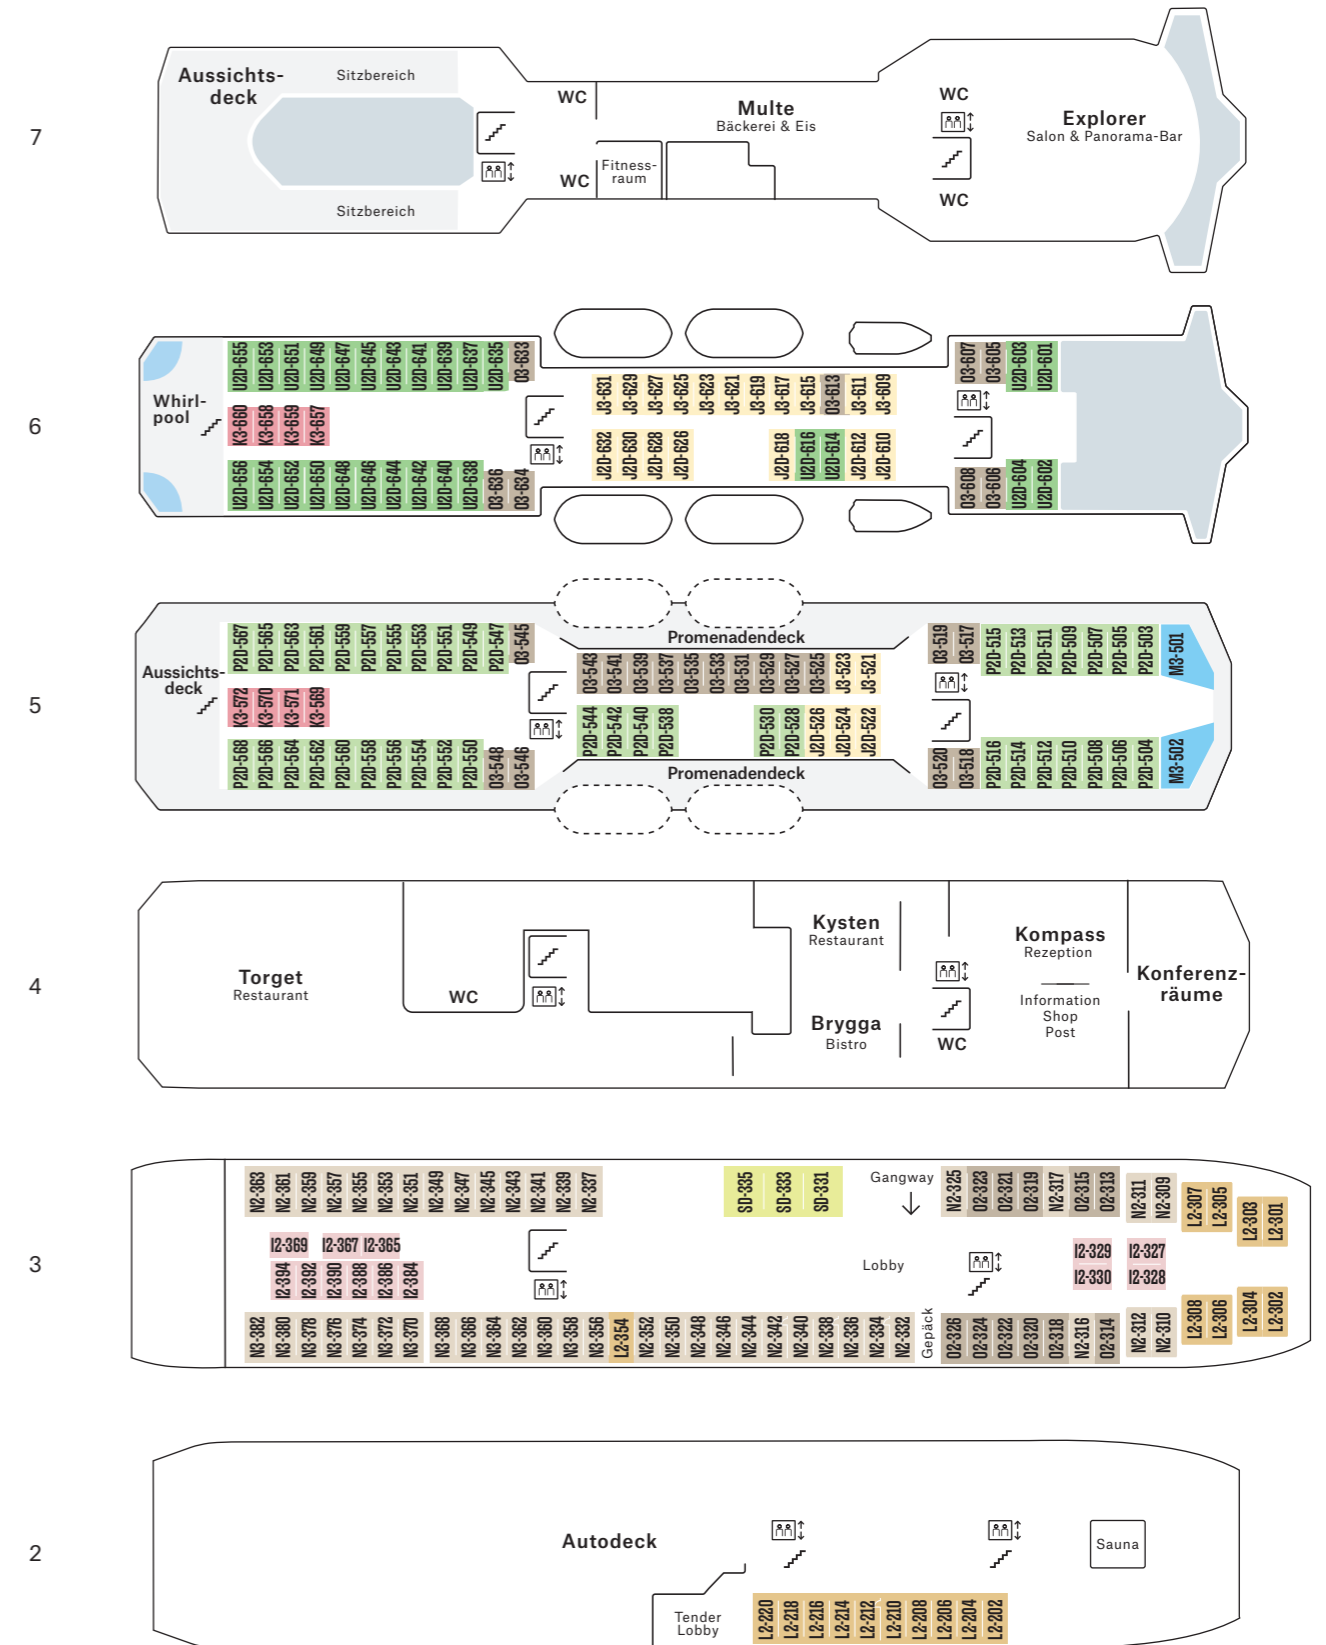 7
Aussichts-
deck
Sitzbereich
Sitzbereich
WC
WC
Fitness-
raum
Multe
Bäckerei & Eis
WC
WC
Explorer
Salon & Panorama-Bar
6
Whirl-
pool
U2D-655 U2D-653 U2D-651 U2D-649 U2D-647 U2D-645 U2D-643 U2D-641 U2D-639 U2D-637 U2D-635 O3-633
K3-660 K3-658 K3-659 K3-657
U2D-656 U2D-654 U2D-652 U2D-650 U2D-648 U2D-646 U2D-644 U2D-642 U2D-640 U2D-638 O3-636 O3-634
J3-631 J3-629 J3-627 J3-625 J3-623 J3-621 J3-619 J3-617 J3-615 O3-613 J3-611 J3-609
J2D-632 J2D-630 J2D-628 J2D-626 J2D-618 U2D-616 U2D-614 J2D-612 J2D-610
O3-607 O3-605 U2D-603 U2D-601
O3-608 O3-606 U2D-604 U2D-602
5
Aussichts-
deck
P2D-567 P2D-565 P2D-563 P2D-561 P2D-559 P2D-557 P2D-555 P2D-553 P2D-551 P2D-549 P2D-547 O3-545
K3-572 K3-570 K3-571 K3-569
P2D-568 P2D-566 P2D-564 P2D-562 P2D-560 P2D-558 P2D-556 P2D-554 P2D-552 P2D-550 O3-548 O3-546
Promenadendeck
O3-543 O3-541 O3-539 O3-537 O3-535 O3-533 O3-531 O3-529 O3-527 O3-525 J3-523 J3-521
P2D-544 P2D-542 P2D-540 P2D-538 P2D-530 P2D-528 J2D-526 J2D-524 J2D-522
Promenadendeck
O3-519 O3-517 P2D-515 P2D-513 P2D-511 P2D-509 P2D-507 P2D-505 P2D-503 M3-501
O3-520 O3-518 P2D-516 P2D-514 P2D-512 P2D-510 P2D-508 P2D-506 P2D-504 M3-502
4
Torget
Restaurant
WC
Kysten
Restaurant
Brygga
Bistro
WC
Kompass
Rezeption
Information
Shop
Post
Konferenz-
räume
3
N2-363 N2-361 N2-359 N2-357 N2-355 N2-353 N2-351 N2-349 N2-347 N2-345 N2-343 N2-341 N2-339 N2-337
SD-335 SD-333 SD-331
Gangway
N2-325 O2-323 O2-321 O2-319 N2-317 O2-315 O2-313 N2-311 N2-309 L2-307 L2-305 L2-303 L2-301
I2-369 I2-367 I2-365
I2-394 I2-392 I2-390 I2-388 I2-386 I2-384
Lobby
I2-329 I2-327
I2-330 I2-328
N3-382 N3-380 N3-378 N3-376 N3-374 N3-372 N3-370 N3-368 N3-366 N3-364 N3-362 N3-360 N3-358 N3-356 L2-354 N2-352 N2-350 N2-348 N2-346 N2-344 N2-342 N2-340 N2-338 N2-336 N2-334 N2-332
Gepäck
O2-326 O2-324 O2-322 O2-320 O2-318 N2-316 O2-314 N2-312 N2-310 L2-308 L2-306 L2-304 L2-302
2
Autodeck
Sauna
Tender
Lobby
L2-220 L2-218 L2-216 L2-214 L2-212 L2-210 L2-208 L2-206 L2-204 L2-202